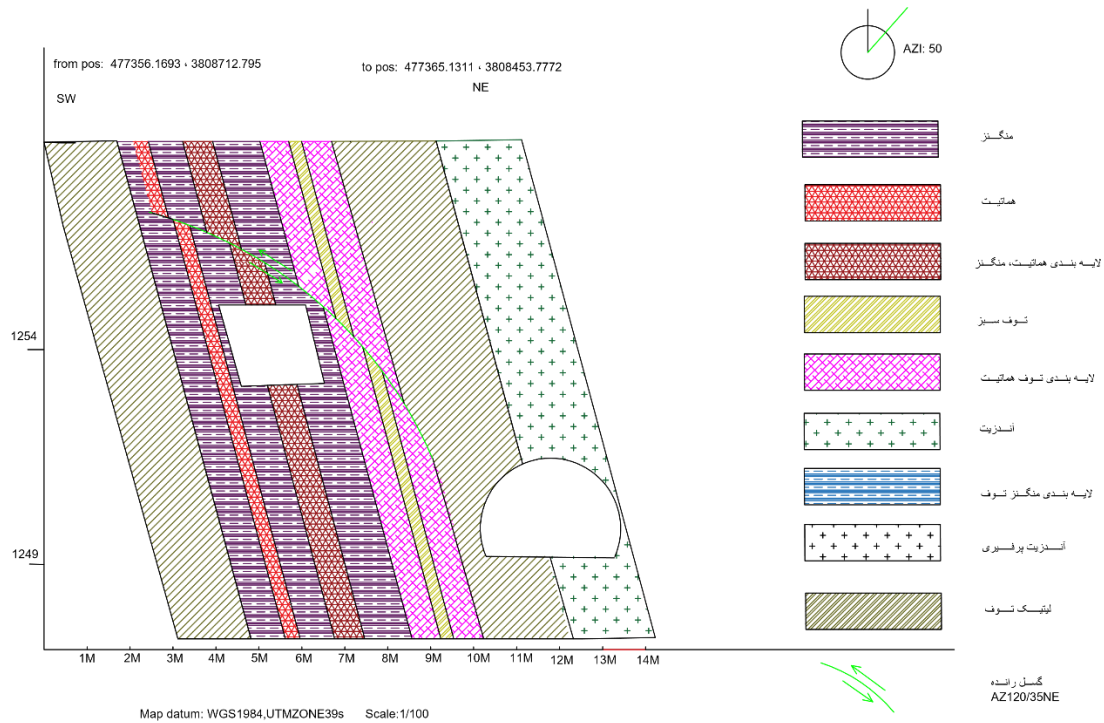 AZI: 50
from pos:  477356.1693 ، 3808712.795
to pos:  477365.1311 ، 3808453.7772
SW
NE
1254
1249
1M 2M 3M 4M 5M 6M 7M 8M 9M 10M 11M 12M 13M 14M
Map datum: WGS1984,UTMZONE39s     Scale:1/100
منگنز
هماتیت
لایه بندی هماتیت، منگنز
توف سبز
لایه بندی توف هماتیت
آندزیت
لایه بندی منگنز توف
آندزیت پرفیری
لیتیک توف
گسل رانده
AZ120/35NE